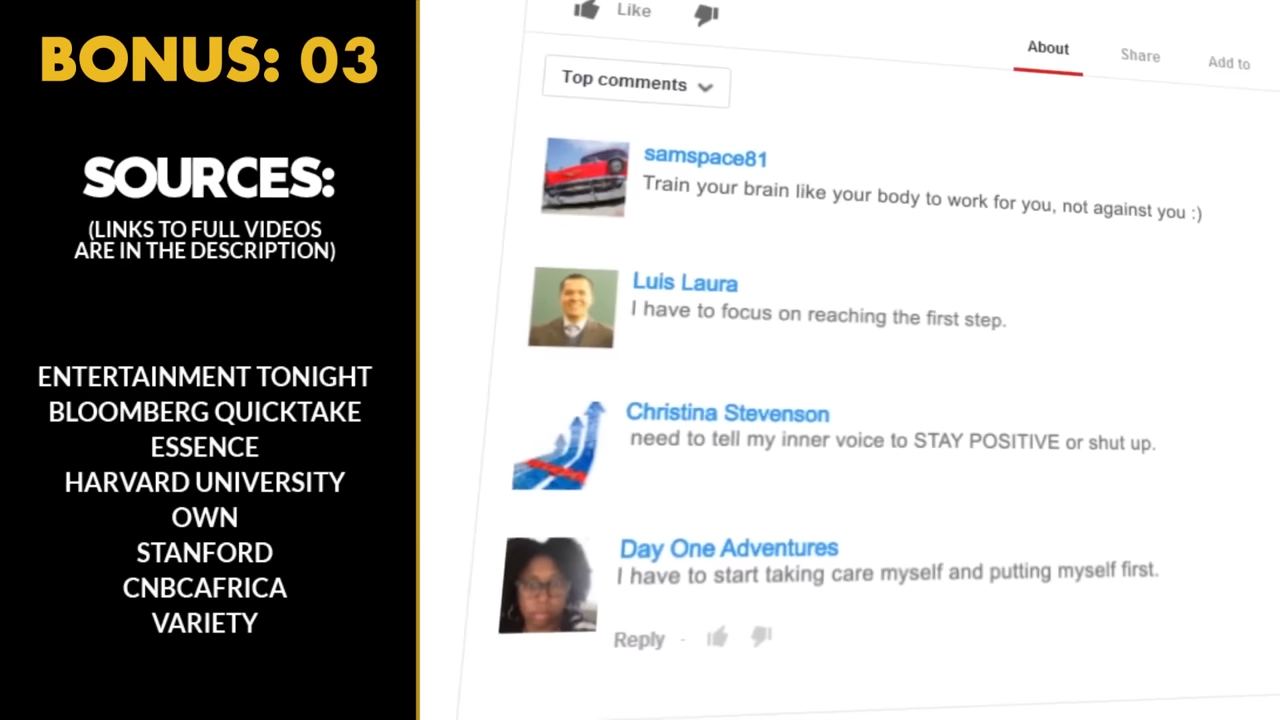 BONUS: 03
SOURCES:
(LINKS TO FULL VIDEOS
ARE IN THE DESCRIPTION)
ENTERTAINMENT TONIGHT
BLOOMBERG QUICKTAKE
ESSENCE
HARVARD UNIVERSITY
OWN
STANFORD
CNBCAFRICA
VARIETY
Like
About Share Add to
Top comments
samspace81
Train your brain like your body to work for you, not against you :)
Luis Laura
I have to focus on reaching the first step.
Christina Stevenson
need to tell my inner voice to STAY POSITIVE or shut up.
Day One Adventures
I have to start taking care myself and putting myself first.
Reply -